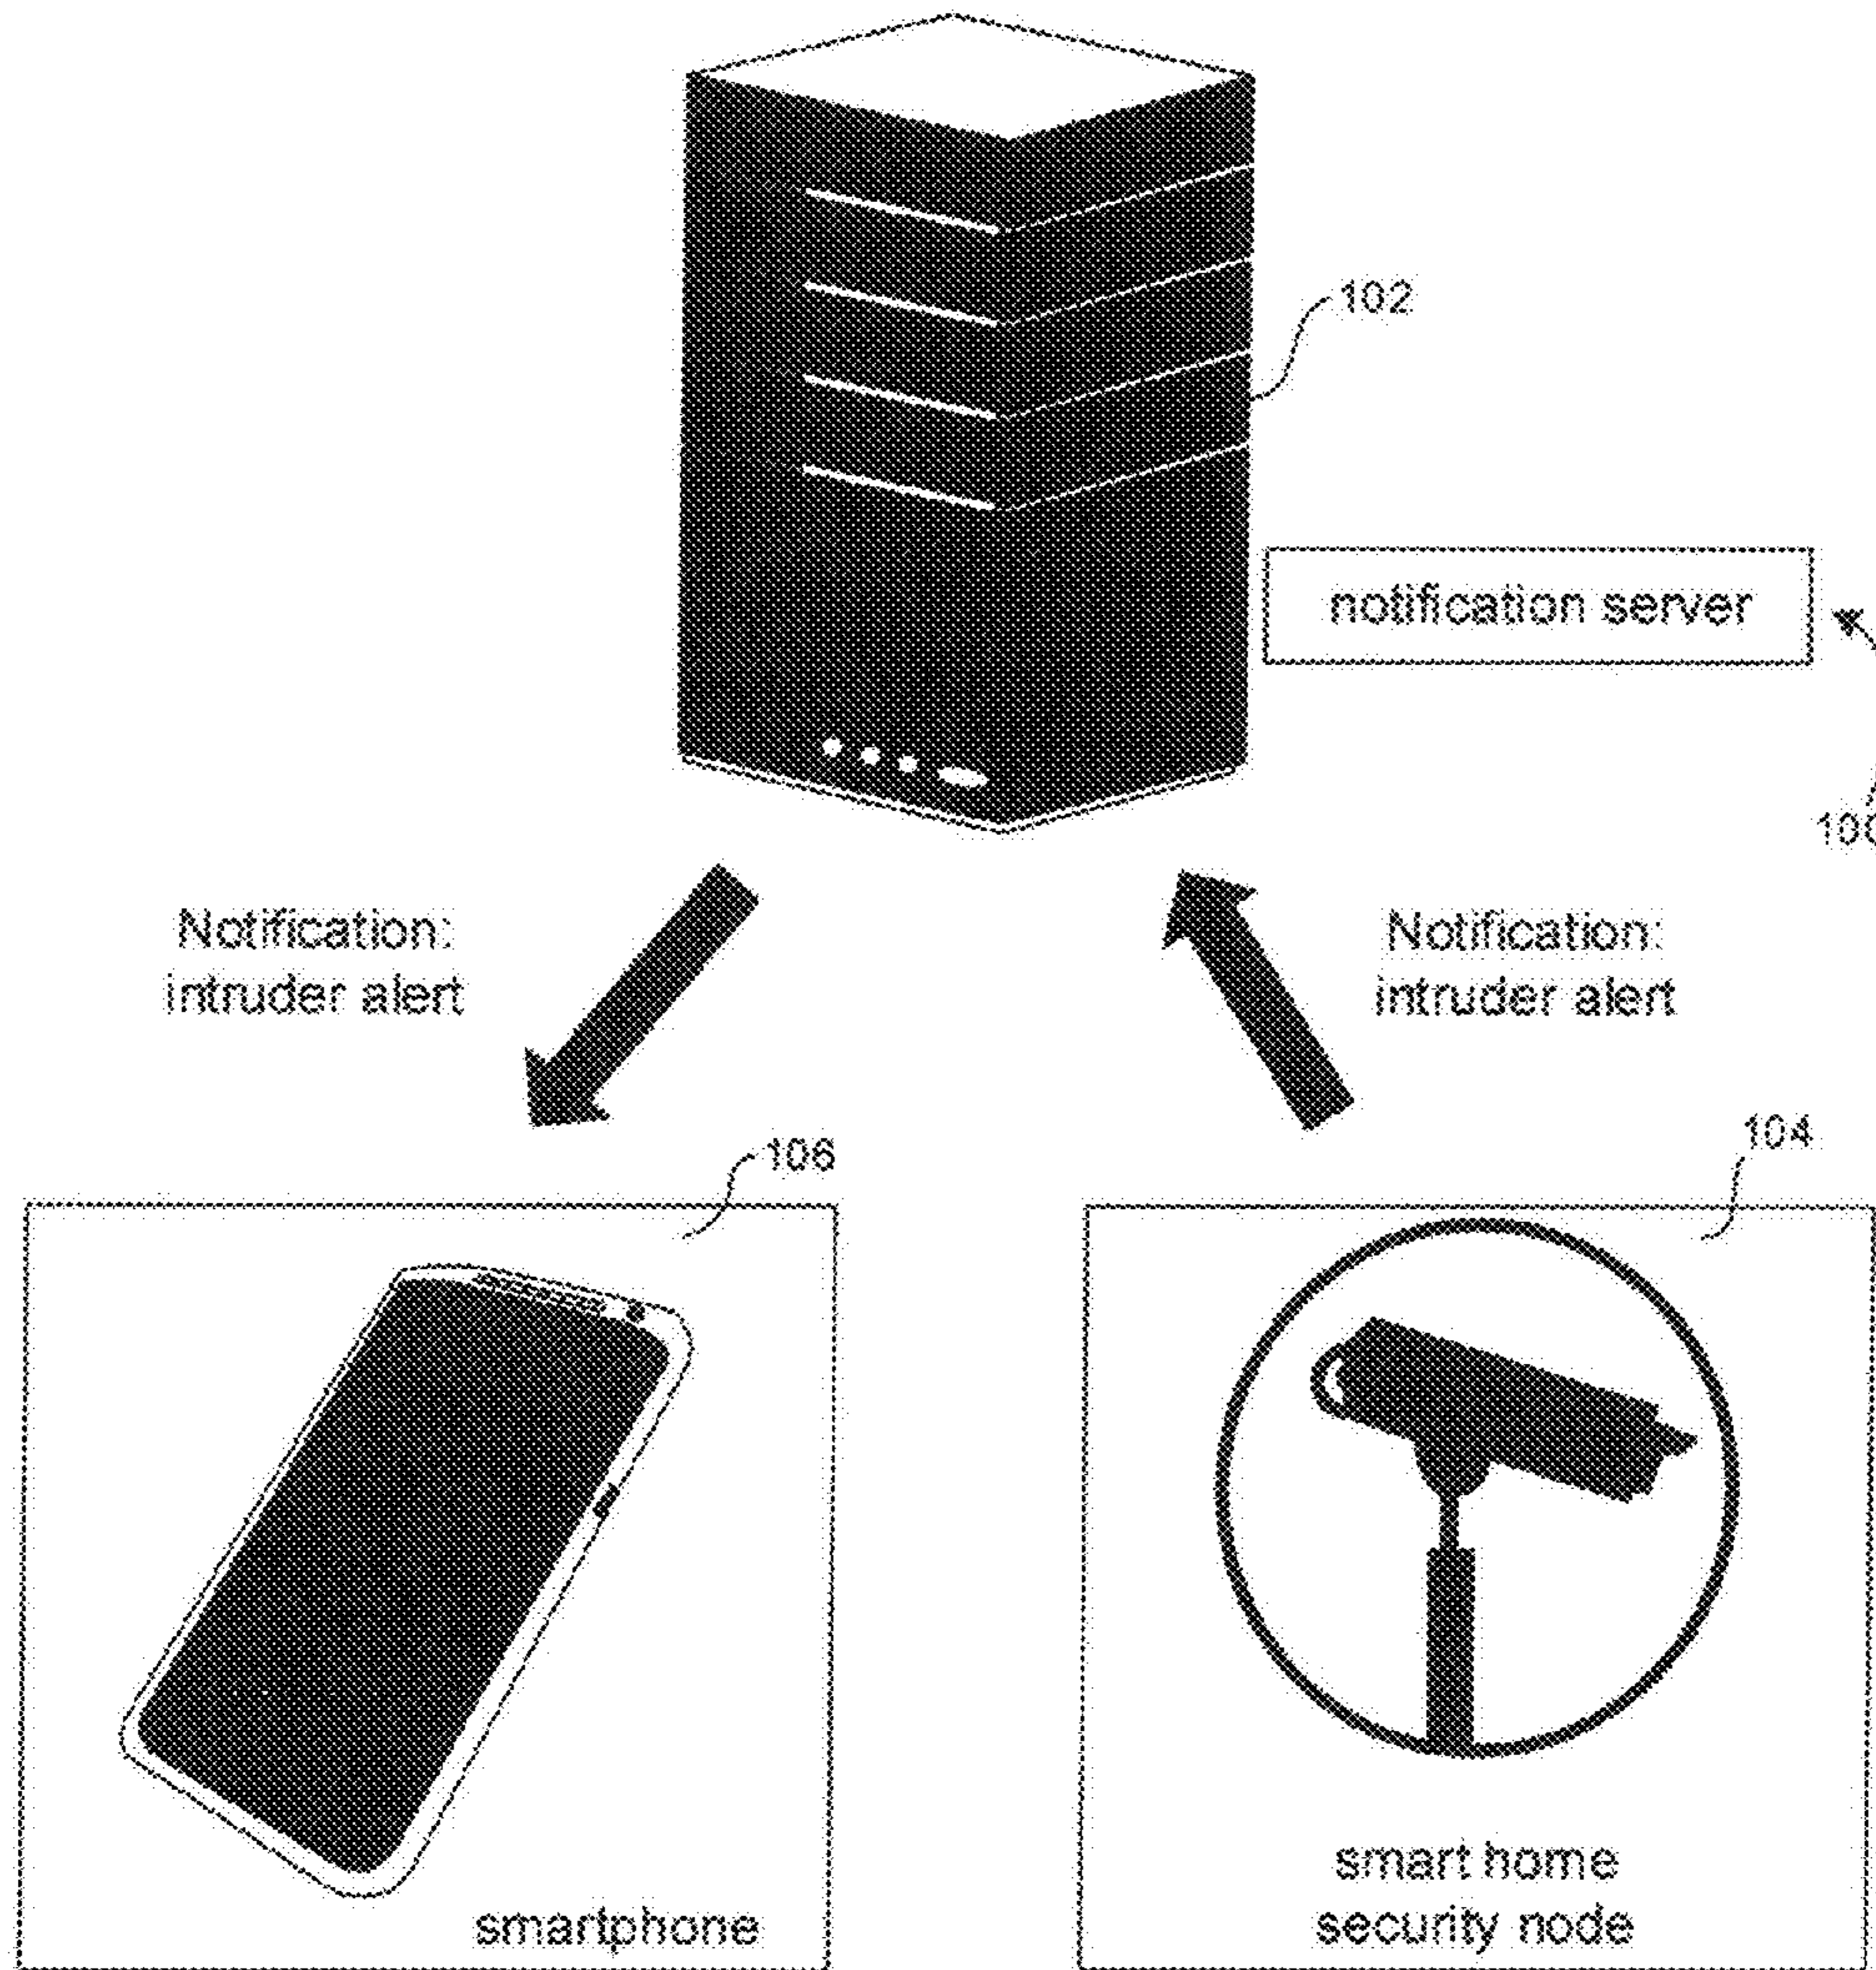 102
notification server
100
Notification:
intruder alert
Notification:
intruder alert
106
104
smartphone
smart home
security node